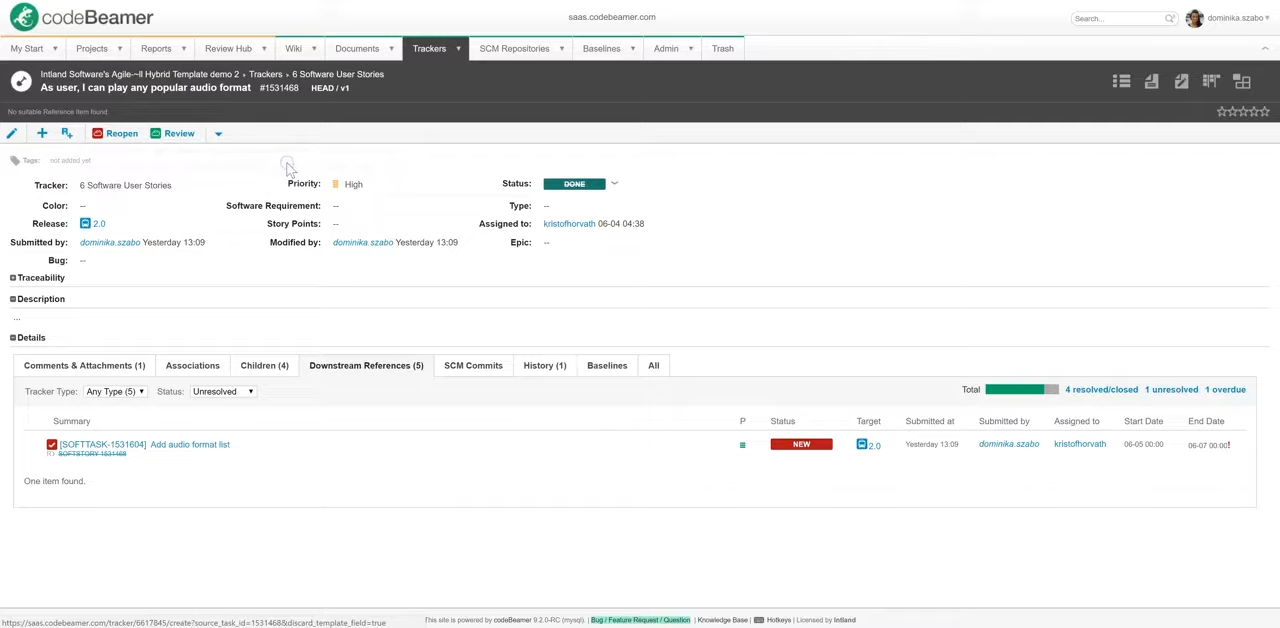 codeBeamer
saas.codebeamer.com
Search...
dominika.szabo
My Start Projects Reports Review Hub Wiki Documents Trackers SCM Repositories Baselines Admin Trash
Intland Software's Agile-~ll Hybrid Template demo 2 Trackers 6 Software User Stories
As user, I can play any popular audio format #1531468 HEAD / v1
No suitable Reference Item found.
Reopen Review
Tags: not added yet
Tracker: 6 Software User Stories Priority: High Status: DONE
Color: -- Software Requirement: -- Type: --
Release: 2.0 Story Points: -- Assigned to: kristofhorvath 06-04 04:38
Submitted by: dominika.szabo Yesterday 13:09 Modified by: dominika.szabo Yesterday 13:09 Epic: --
Bug: --
Traceability
Description
...
Details
Comments & Attachments (1) Associations Children (4) Downstream References (5) SCM Commits History (1) Baselines All
Tracker Type: Any Type (5) Status: Unresolved Total 4 resolved/closed 1 unresolved 1 overdue
Summary P Status Target Submitted at Submitted by Assigned to Start Date End Date
[SOFTTASK-1531604] Add audio format list NEW 2.0 Yesterday 13:09 dominika.szabo kristofhorvath 06-05 00:00 06-07 00:00!
SOFTSTORY-1531468
One item found.
https://saas.codebeamer.com/tracker/6617845/create?source_task_id=1531468&discard_template_field=true
This site is powered by codeBeamer 9.2.0-RC (mysql). | Bug / Feature Request / Question | Knowledge Base | Hotkeys | Licensed by Intland